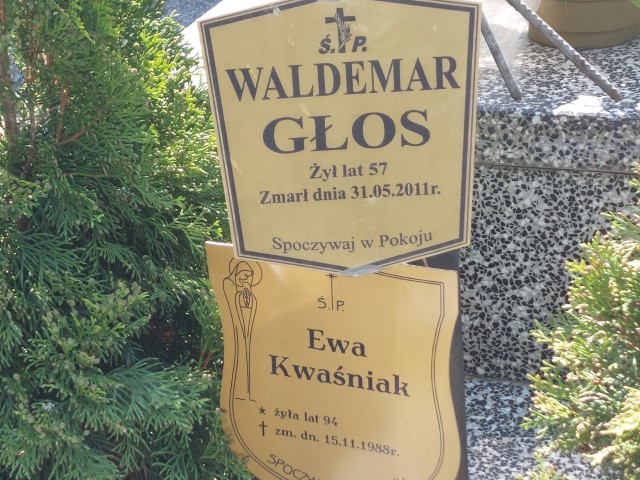 Ś.P.
WALDEMAR
GŁOS
Żył lat 57
Zmarł dnia 31.05.2011r.
Spoczywaj w Pokoju
Ś.P.
Ewa
Kwaśniak
★ żyła lat 94
† zm. dn. 15.11.1988r.